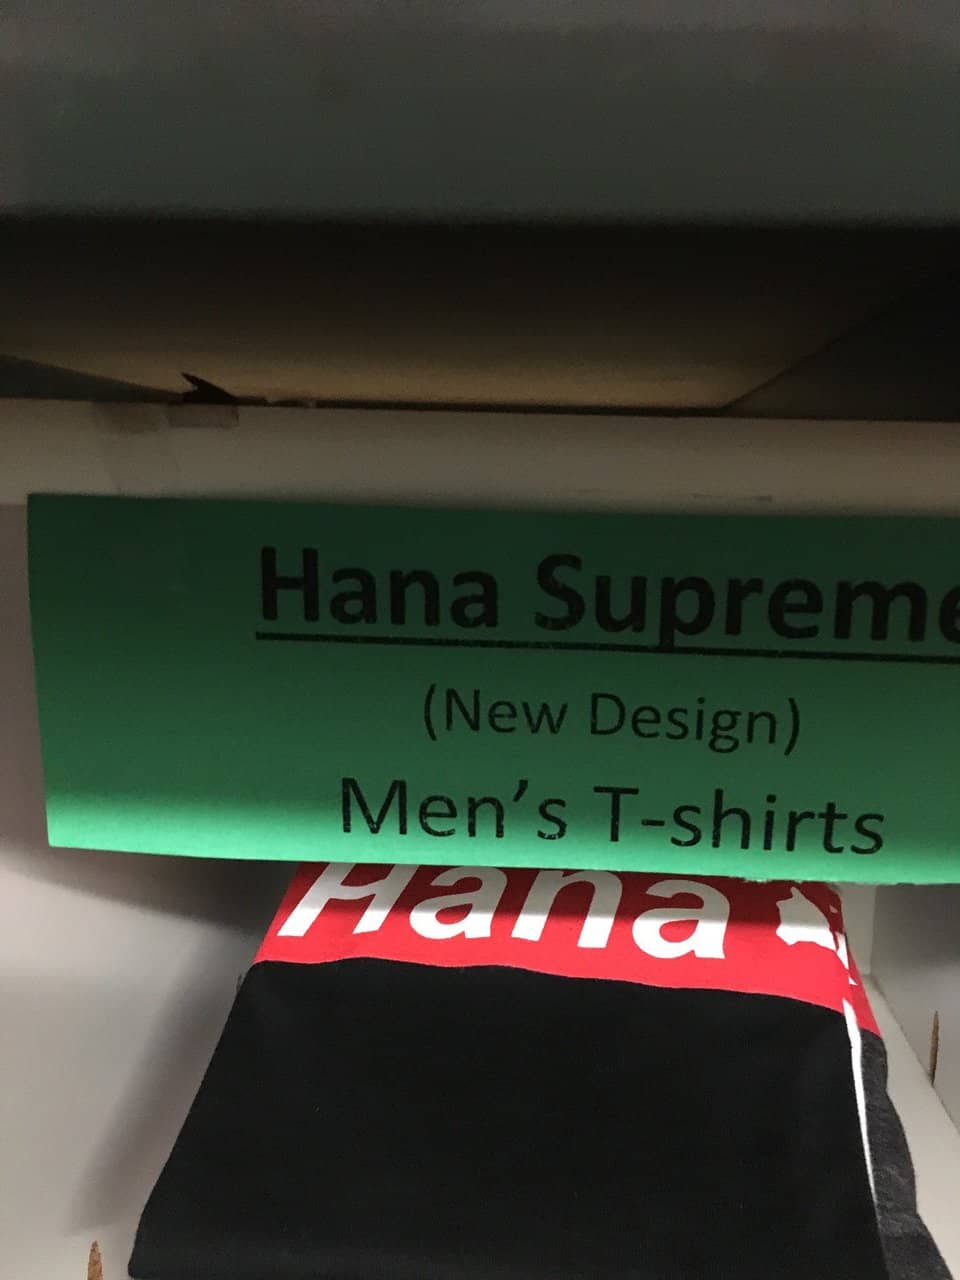 Hana Supreme
(New Design)
Men's T-shirts
Hana